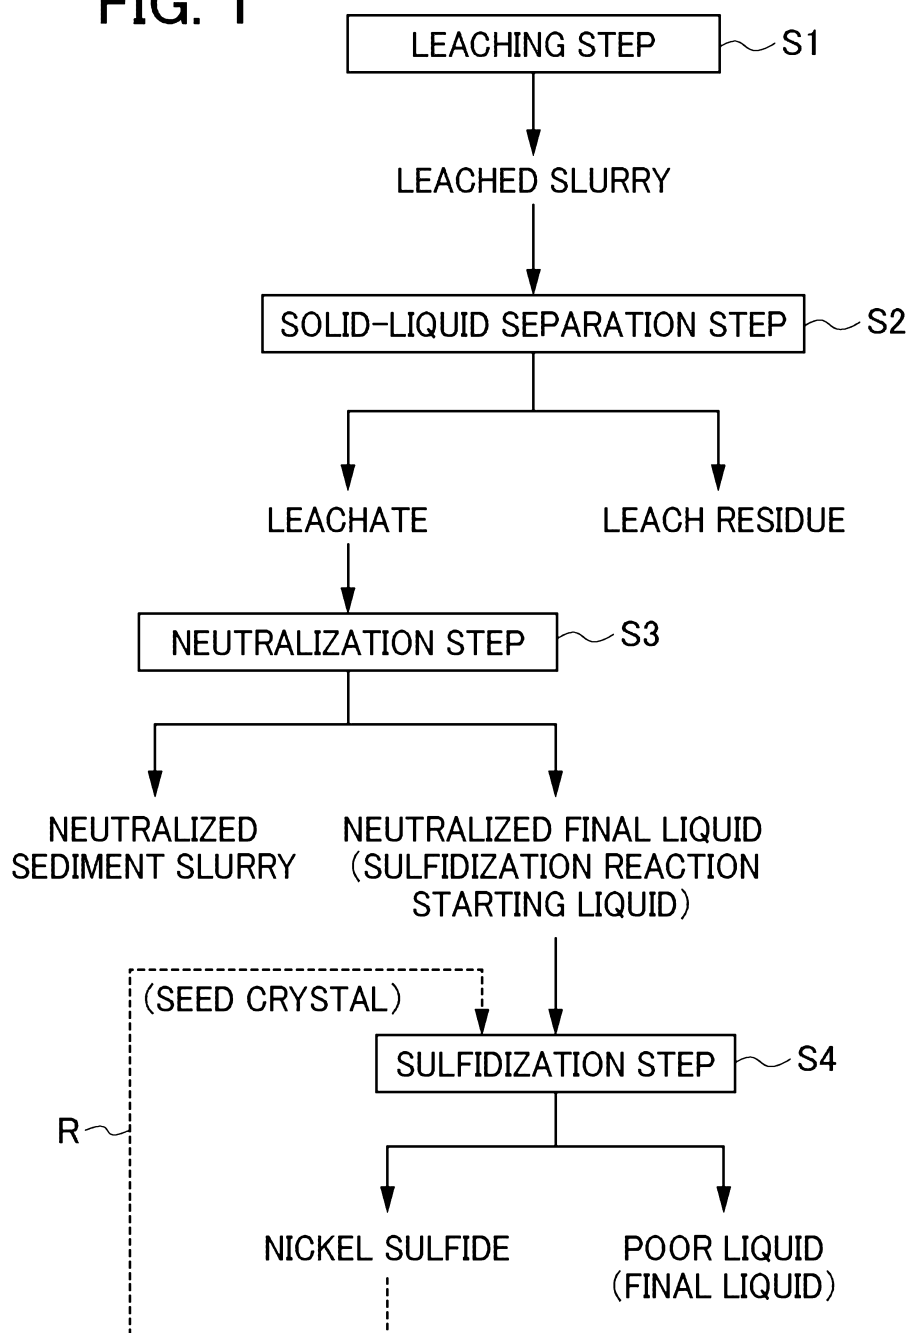 FIG. 1
LEACHING STEP
S1
LEACHED SLURRY
SOLID-LIQUID SEPARATION STEP
S2
LEACHATE
LEACH RESIDUE
NEUTRALIZATION STEP
S3
NEUTRALIZED
SEDIMENT SLURRY
NEUTRALIZED FINAL LIQUID
(SULFIDIZATION REACTION
STARTING LIQUID)
(SEED CRYSTAL)
SULFIDIZATION STEP
S4
R
NICKEL SULFIDE
POOR LIQUID
(FINAL LIQUID)